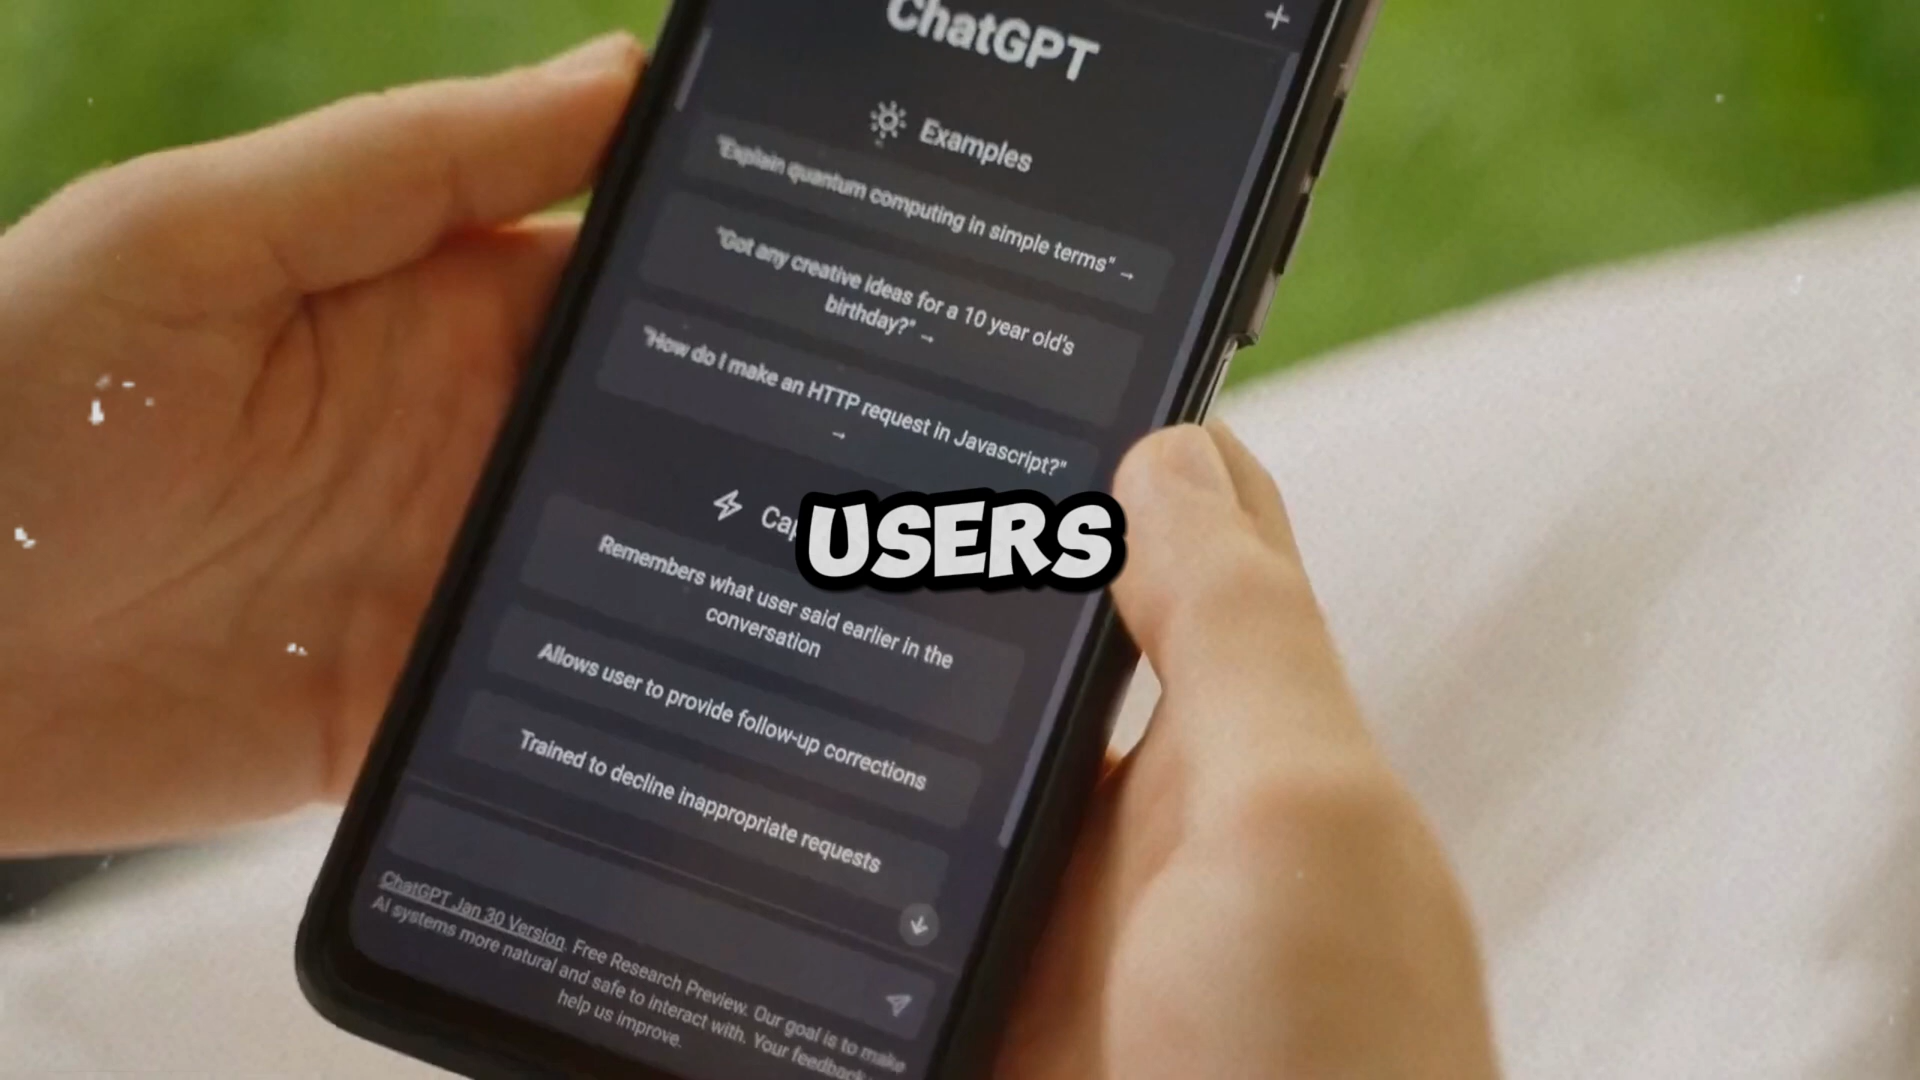 ChatGPT
Examples
"Explain quantum computing in simple terms" →
"Got any creative ideas for a 10 year old's
birthday?" →
"How do I make an HTTP request in Javascript?"
→
Cap
USERS
Remembers what user said earlier in the
conversation
Allows user to provide follow-up corrections
Trained to decline inappropriate requests
ChatGPT Jan 30 Version. Free Research Preview. Our goal is to make
AI systems more natural and safe to interact with. Your feedback
help us improve.